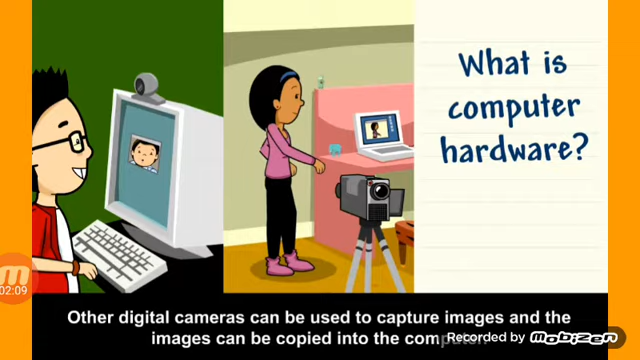 What is
computer
hardware?
02:09
Other digital cameras can be used to capture images and the
images can be copied into the
Recorded by mobizen